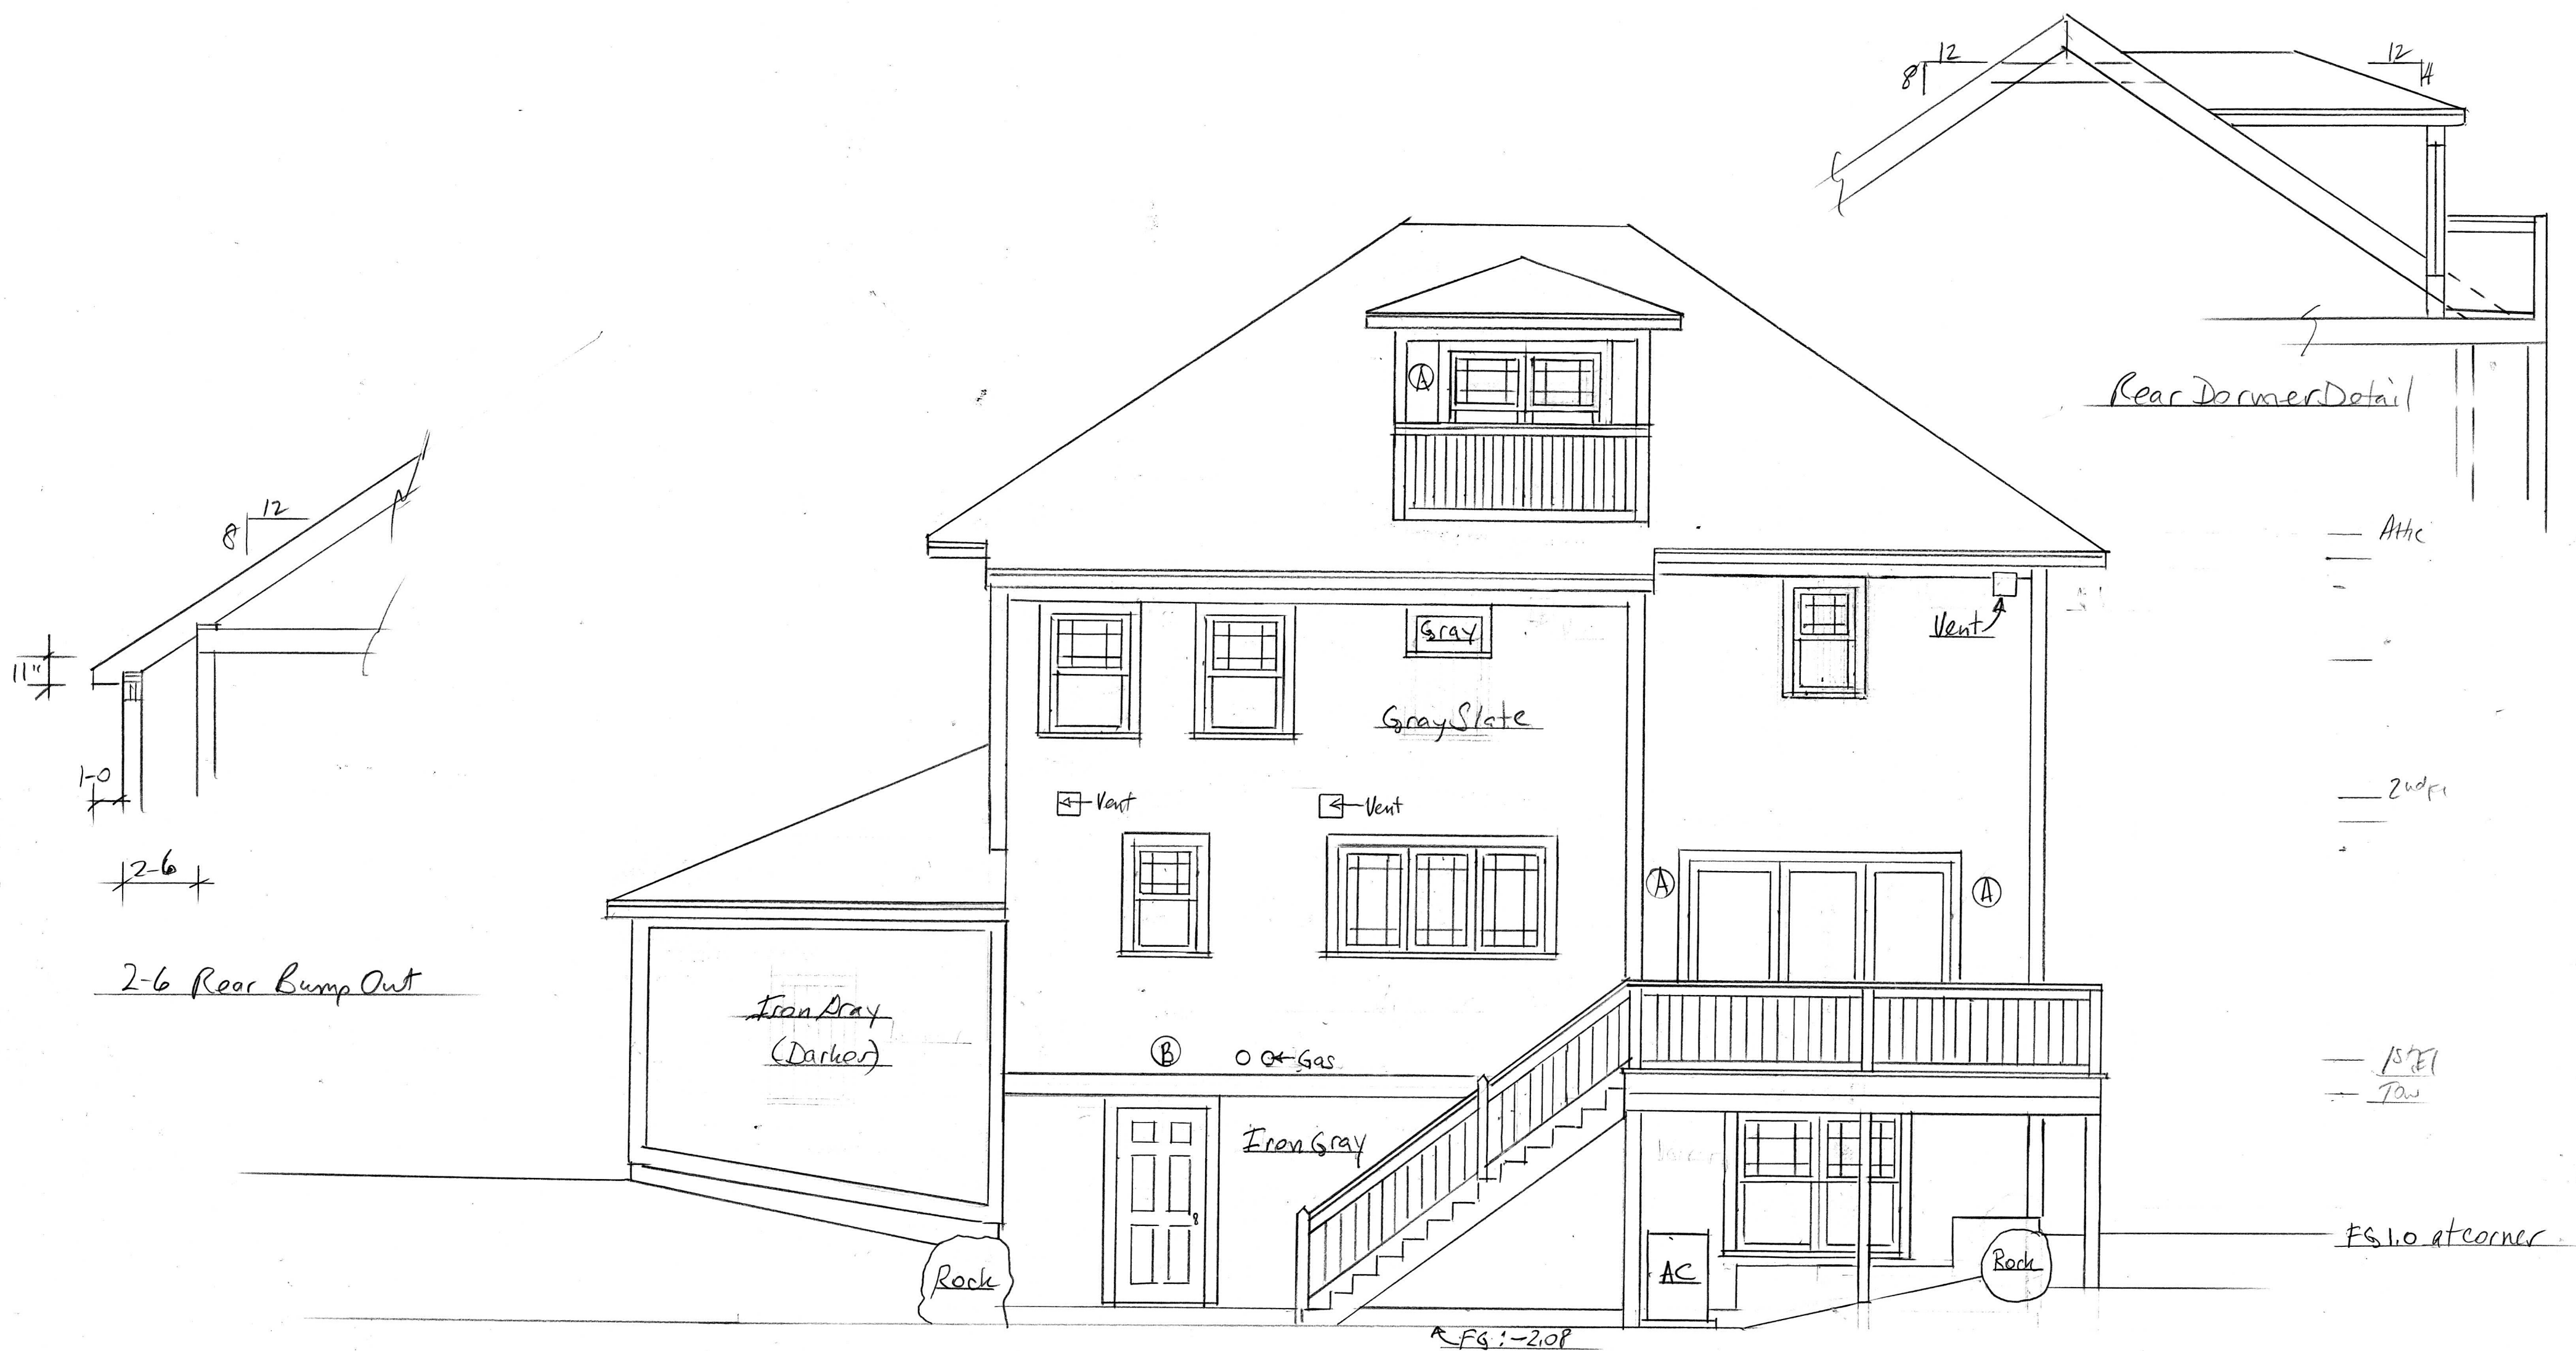 12
8
12
4
Rear Dormer Detail
A
12
8
11"
1-0
2-6
2-6 Rear Bump Out
Attic
Vent
Gray
Gray Slate
Vent
Vent
2nd Fl
A
A
Iron Gray
(Darker)
B
Gas
1st Fl
Tow
Iron Gray
Rock
AC
Rock
FG 1.0 at corner
FG: -2.08